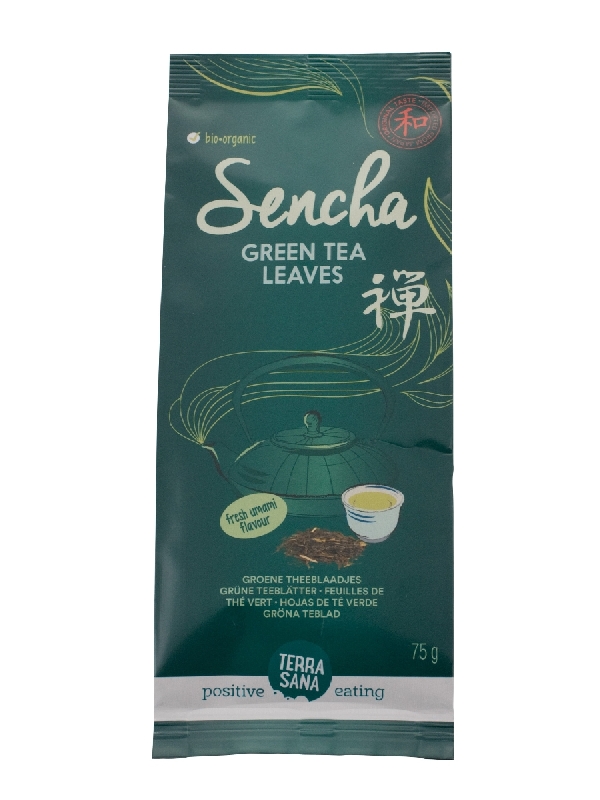 bio•organic
和
Sencha
GREEN TEA
LEAVES
禅
fresh umami
flavour
GROENE THEEBLAADJES
GRÜNE TEEBLÄTTER • FEUILLES DE
THÉ VERT • HOJAS DE TÉ VERDE
GRÖNA TEBLAD
75 g
TERRA
SANA
positive eating